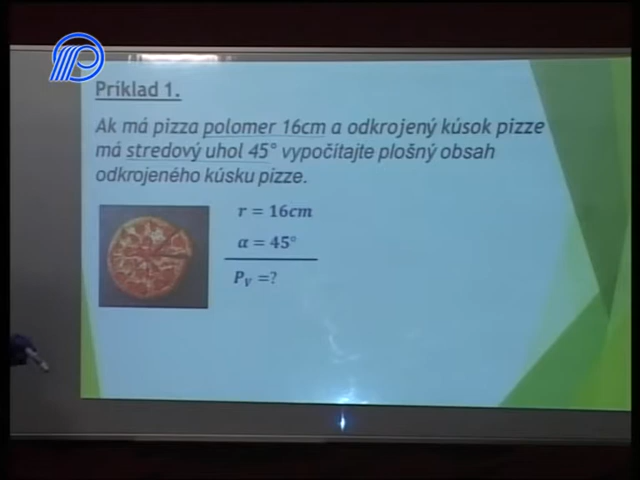 Príklad 1.
Ak má pizza polomer 16cm a odkrojený kúsok pizze
má stredový uhol 45° vypočítajte plošný obsah
odkrojeného kúsku pizze.
r = 16cm
α = 45°
P_V =?